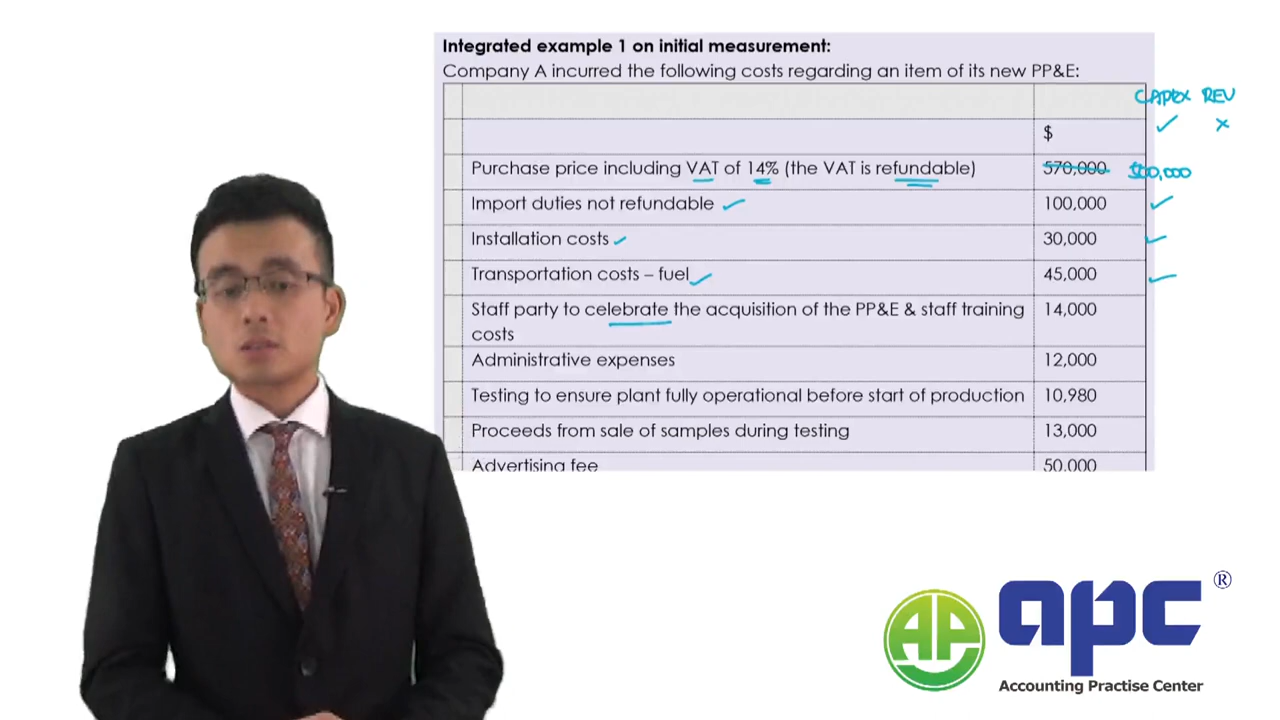 Integrated example 1 on initial measurement:
Company A incurred the following costs regarding an item of its new PP&E:
CAPEX REV
$
Purchase price including VAT of 14% (the VAT is refundable) 570,000 500,000
Import duties not refundable 100,000
Installation costs 30,000
Transportation costs – fuel 45,000
Staff party to celebrate the acquisition of the PP&E & staff training 14,000
costs
Administrative expenses 12,000
Testing to ensure plant fully operational before start of production 10,980
Proceeds from sale of samples during testing 13,000
Advertising fee 50,000
AP
apc®
Accounting Practise Center